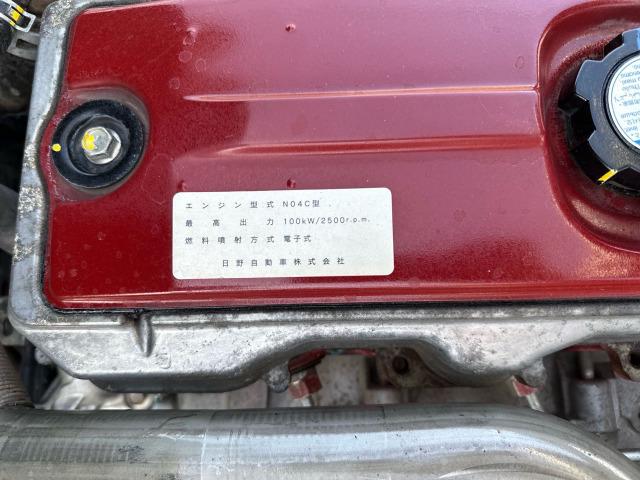 エンジン型式 N04C型
最高出力 100kW/2500r.p.m.
燃料噴射方式 電子式
日野自動車株式会社